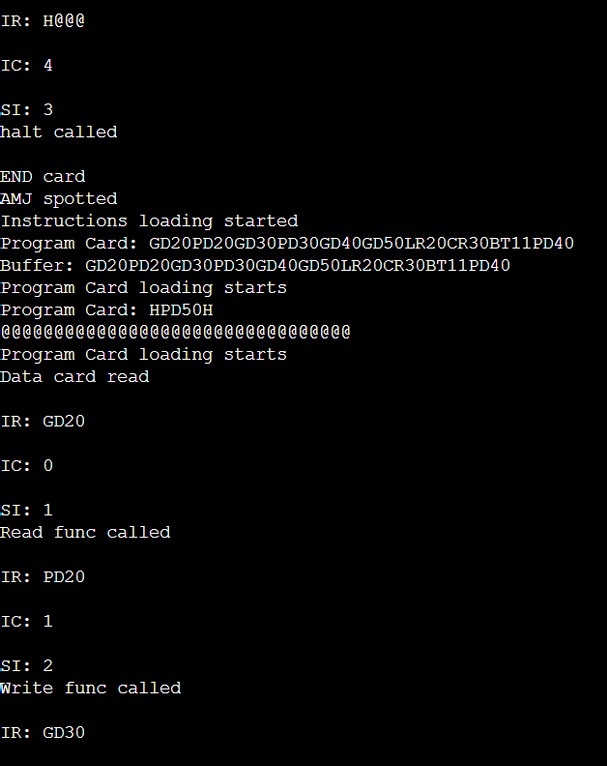 IR: H@@@
IC: 4
SI: 3
halt called
END card
AMJ spotted
Instructions loading started
Program Card: GD20PD20GD30PD30GD40GD50LR20CR30BT11PD40
Buffer: GD20PD20GD30PD30GD40GD50LR20CR30BT11PD40
Program Card loading starts
Program Card: HPD50H
@@@@@@@@@@@@@@@@@@@@@@@@@@@@@@@@@
Program Card loading starts
Data card read
IR: GD20
IC: 0
SI: 1
Read func called
IR: PD20
IC: 1
SI: 2
Write func called
IR: GD30